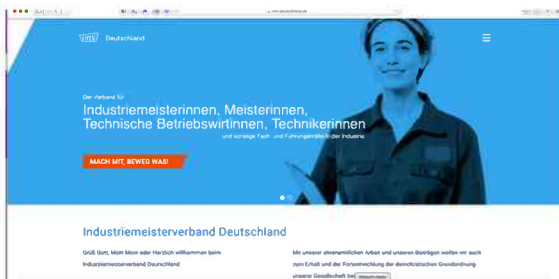 Deutschland
Der Verband für
Industriemeisterinnen, Meisterinnen,
Technische Betriebswirtinnen, Technikerinnen
und sonstige Fach- und Führungskräfte in der Industrie
MACH MIT, BEWEG WAS!
Industriemeisterverband Deutschland
Grüß Gott, Moin Moin oder Herzlich willkommen beim
Industriemeisterverband Deutschland
Mit unserer ehrenamtlichen Arbeit und unseren Beiträgen wollen wir auch
zum Erhalt und der Fortentwicklung der demokratischen Grundordnung
unserer Gesellschaft